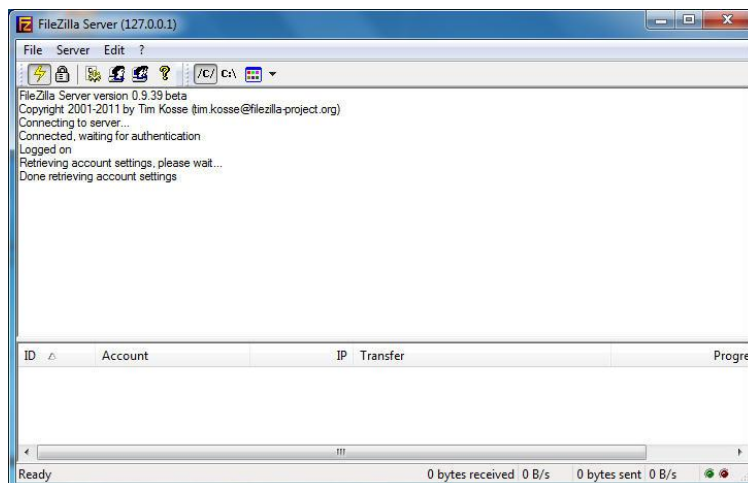 FileZilla Server (127.0.0.1)
File Server Edit ?
/C/ C:\
FileZilla Server version 0.9.39 beta
Copyright 2001-2011 by Tim Kosse (tim.kosse@filezilla-project.org)
Connecting to server...
Connected, waiting for authentication
Logged on
Retrieving account settings, please wait...
Done retrieving account settings
ID Account IP Transfer Progre
Ready 0 bytes received 0 B/s 0 bytes sent 0 B/s